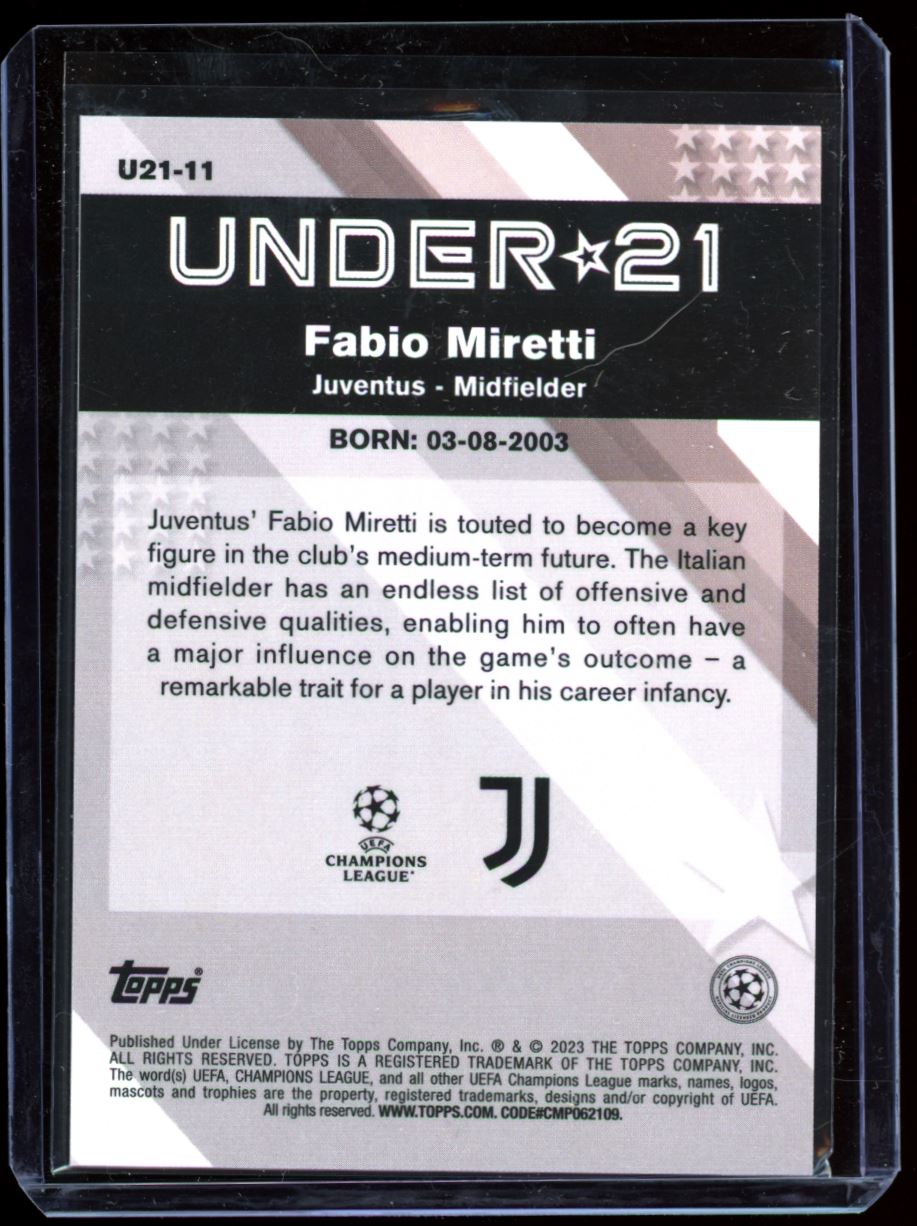 U21-11
UNDER★21
Fabio Miretti
Juventus - Midfielder
BORN: 03-08-2003
Juventus' Fabio Miretti is touted to become a key
figure in the club's medium-term future. The Italian
midfielder has an endless list of offensive and
defensive qualities, enabling him to often have
a major influence on the game's outcome – a
remarkable trait for a player in his career infancy.
UEFA
CHAMPIONS
LEAGUE
topps®
Published Under License by The Topps Company, Inc. ® & © 2023 THE TOPPS COMPANY, INC.
ALL RIGHTS RESERVED. TOPPS IS A REGISTERED TRADEMARK OF THE TOPPS COMPANY, INC.
The word(s) UEFA, CHAMPIONS LEAGUE, and all other UEFA Champions League marks, names, logos,
mascots and trophies are the property, registered trademarks, designs and/or copyright of UEFA.
All rights reserved. WWW.TOPPS.COM. CODE#CMP062109.